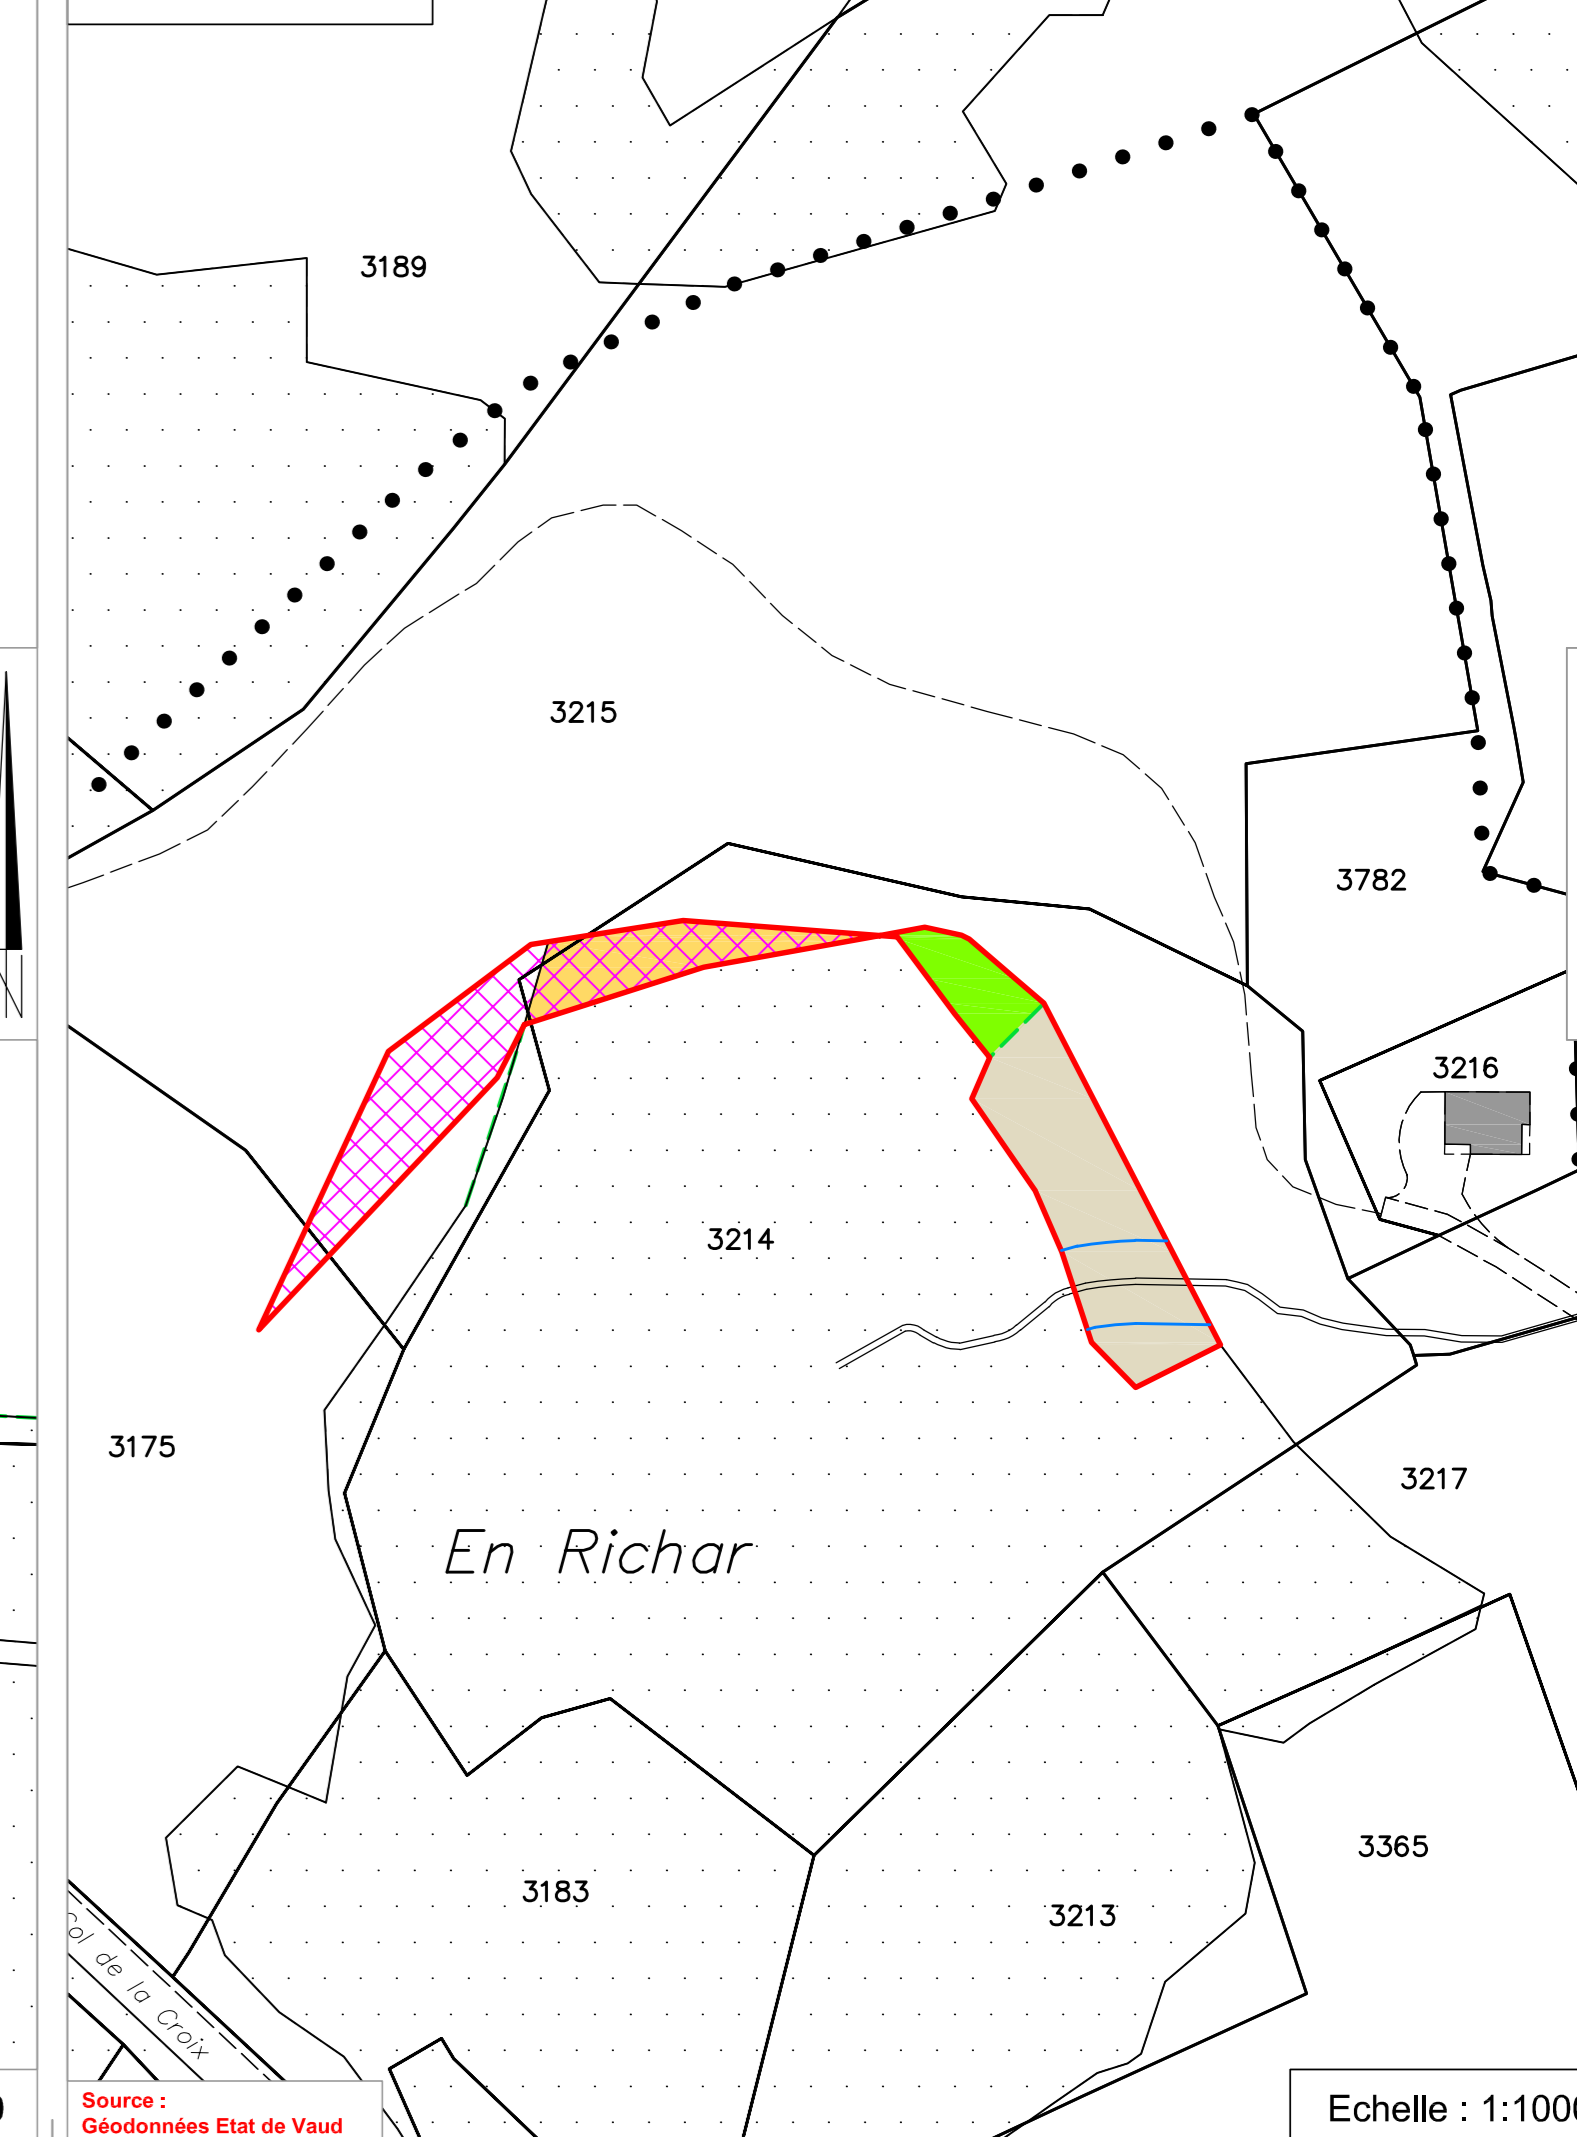 3189
3215
3782
3216
3214
3175
3217
En Richar
3365
3183
3213
Col de la Croix
N
Source :
Géodonnées Etat de Vaud
Echelle : 1:1000